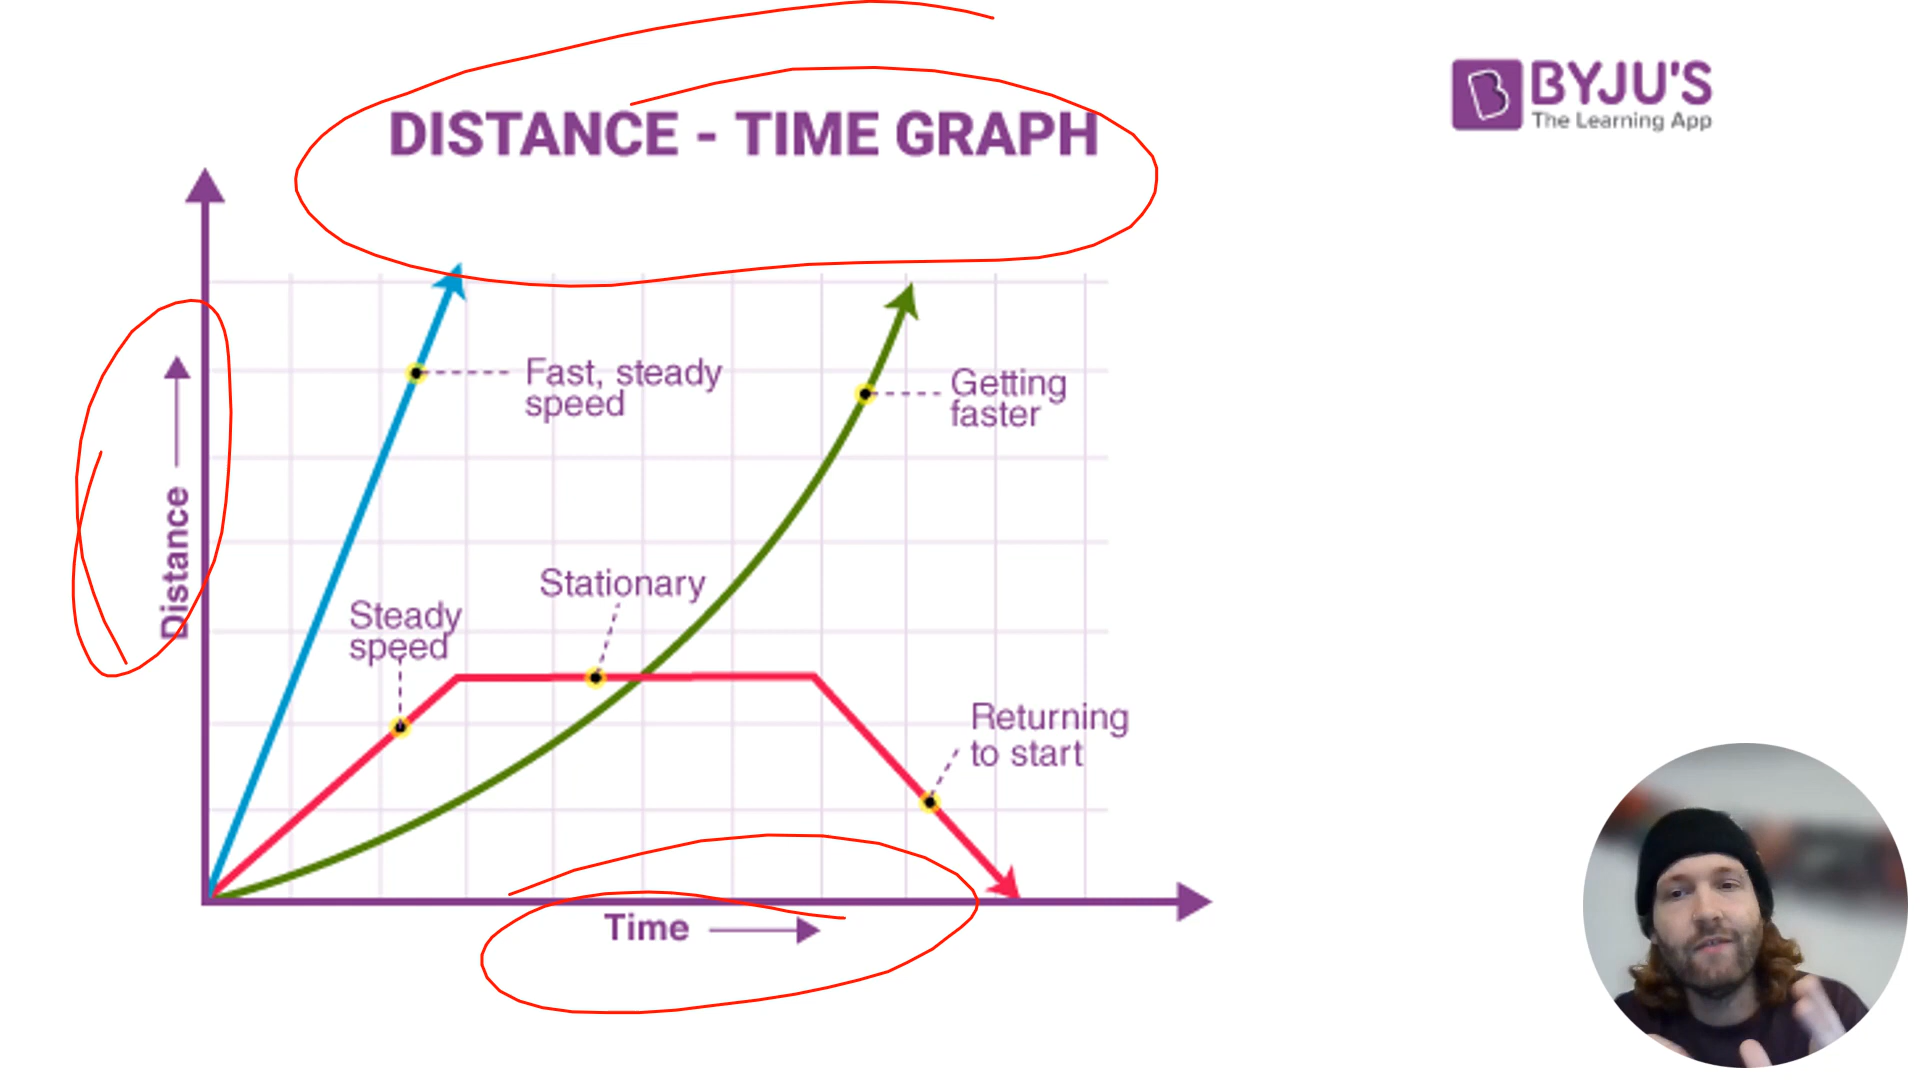 DISTANCE - TIME GRAPH
BYJU'S
The Learning App
Fast, steady
speed
Getting
faster
Stationary
Steady
speed
Returning
to start
Distance
Time